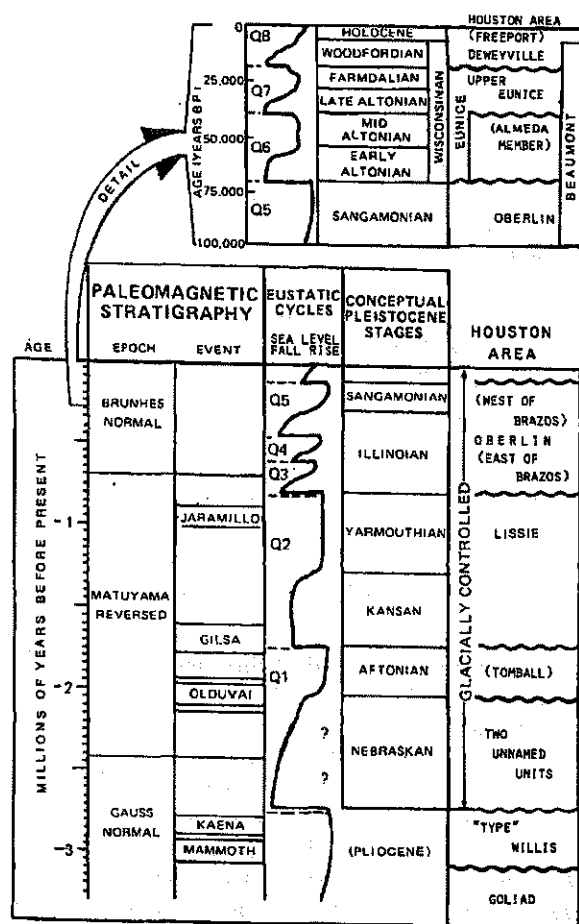 HOUSTON AREA
0
Q8
HOLOCENE
(FREEPORT)
WOODFORDIAN
DEWEYVILLE
25,000
Q7
FARMDALIAN
UPPER
LATE ALTONIAN
EUNICE
50,000
Q6
MID
ALTONIAN
(ALMEDA
MEMBER)
EARLY
ALTONIAN
75,000
Q5
SANGAMONIAN
OBERLIN
100,000
WISCONSINAN
EUNICE
BEAUMONT
AGE (YEARS B P)
DETAIL
PALEOMAGNETIC
STRATIGRAPHY
EUSTATIC
CYCLES
CONCEPTUAL
PLEISTOCENE
STAGES
HOUSTON
AREA
AGE
EPOCH
EVENT
SEA LEVEL
FALL RISE
BRUNHES
NORMAL
Q5
SANGAMONIAN
(WEST OF
BRAZOS)
Q4
ILLINOIAN
OBERLIN
(EAST OF
BRAZOS)
Q3
-1
JARAMILLO
Q2
YARMOUTHIAN
LISSIE
MATUYAMA
REVERSED
KANSAN
GILSA
Q1
AFTONIAN
(TOMBALL)
-2
OLDUVAI
?
NEBRASKAN
TWO
UNNAMED
UNITS
?
GAUSS
NORMAL
KAENA
"TYPE"
WILLIS
-3
MAMMOTH
(PLIOCENE)
GOLIAD
MILLIONS OF YEARS BEFORE PRESENT
GLACIALLY CONTROLLED